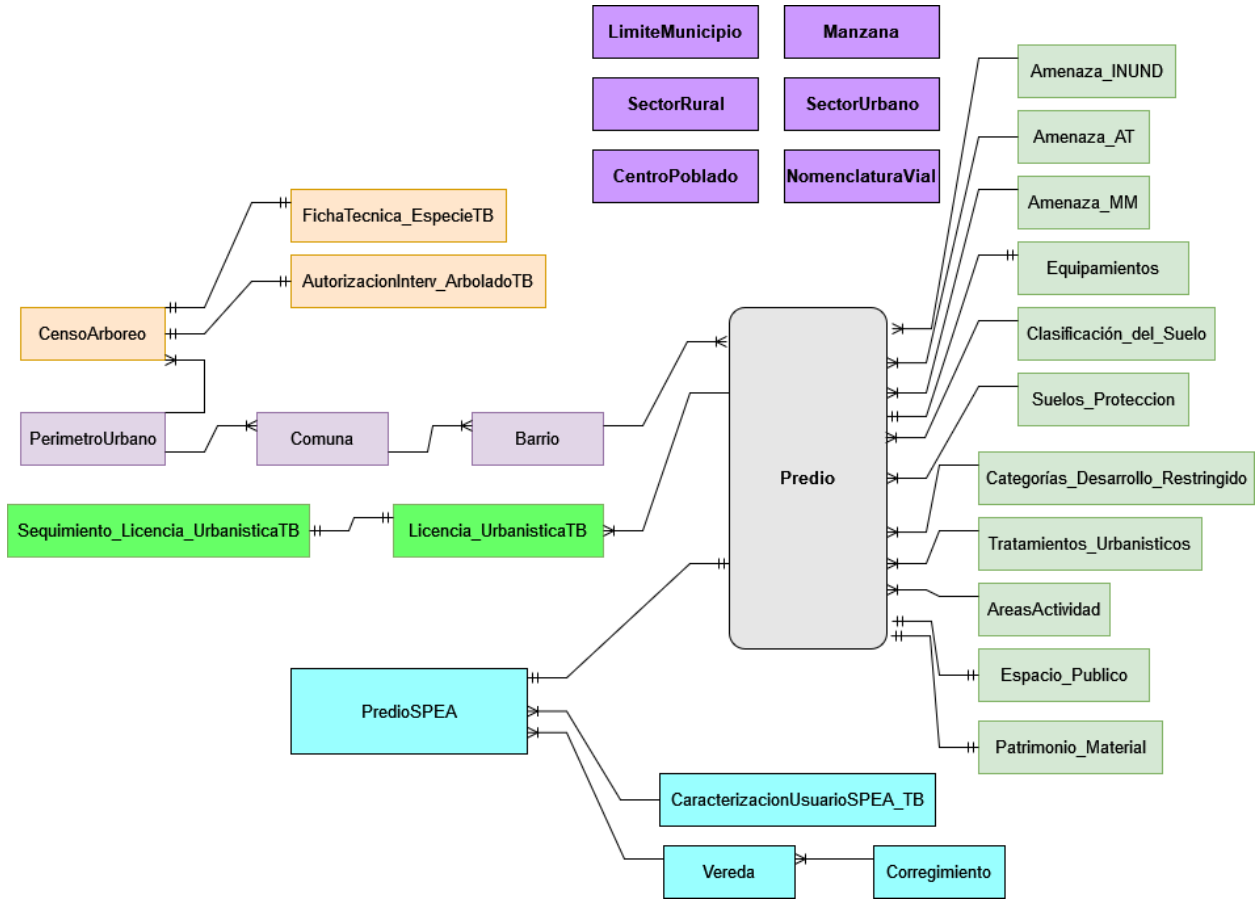 LimiteMunicipio
Manzana
Amenaza_INUND
SectorRural
SectorUrbano
Amenaza_AT
CentroPoblado
NomenclaturaVial
Amenaza_MM
FichaTecnica_EspecieTB
Equipamientos
AutorizacionInterv_ArboladoTB
CensoArboreo
Clasificación_del_Suelo
Suelos_Proteccion
PerimetroUrbano
Comuna
Barrio
Predio
Categorías_Desarrollo_Restringido
Sequimiento_Licencia_UrbanisticaTB
Licencia_UrbanisticaTB
Tratamientos_Urbanisticos
AreasActividad
Espacio_Publico
PredioSPEA
Patrimonio_Material
CaracterizacionUsuarioSPEA_TB
Vereda
Corregimiento